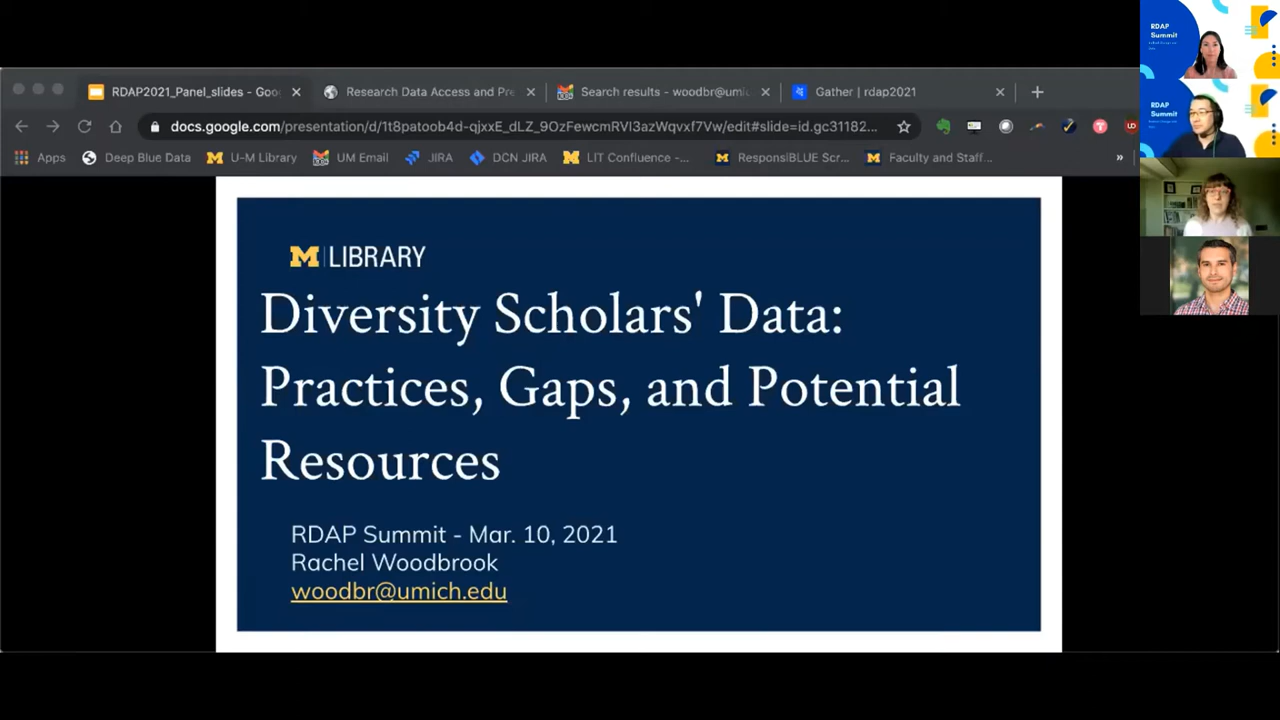 RDAP2021_Panel_slides - Goo
Research Data Access and Pre
Search results - woodbr@umic
Gather | rdap2021
docs.google.com/presentation/d/1t8patoob4d-qjxxE_dLZ_9OzFewcmRVl3azWqvxf7Vw/edit#slide=id.gc31182...
Apps
Deep Blue Data
U-M Library
UM Email
JIRA
DCN JIRA
LIT Confluence -...
ResponsiBLUE Scr...
Faculty and Staff...
»
M LIBRARY
Diversity Scholars' Data:
Practices, Gaps, and Potential
Resources
RDAP Summit - Mar. 10, 2021
Rachel Woodbrook
woodbr@umich.edu
RDAP
Summit
RDAP
Summit